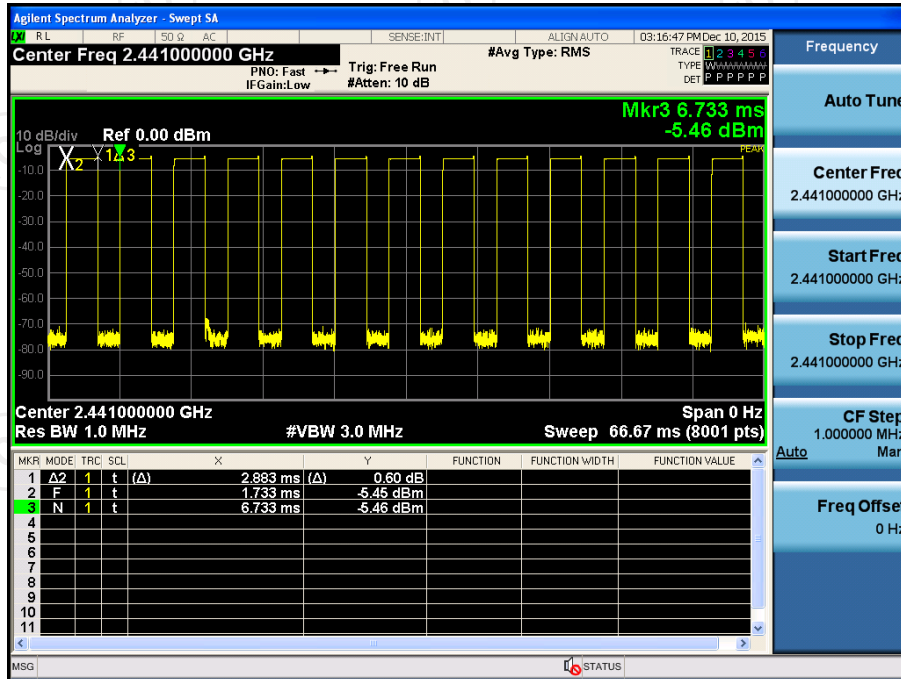 Agilent Spectrum Analyzer - Swept SA
LXI RL RF 50 Ω AC SENSE:INT ALIGN AUTO 03:16:47 PM Dec 10, 2015
Center Freq 2.441000000 GHz #Avg Type: RMS TRACE 1 2 3 4 5 6
PNO: Fast Trig: Free Run TYPE WWWWWW
IFGain:Low #Atten: 10 dB DET P P P P P P
Mkr3 6.733 ms
10 dB/div Ref 0.00 dBm -5.46 dBm
Log
PEAK
X2 X 1Δ 3
-10.0
-20.0
-30.0
-40.0
-50.0
-60.0
-70.0
-80.0
-90.0
Center 2.441000000 GHz Span 0 Hz
Res BW 1.0 MHz #VBW 3.0 MHz Sweep 66.67 ms (8001 pts)
MKR MODE TRC SCL X Y FUNCTION FUNCTION WIDTH FUNCTION VALUE
1 Δ2 1 t (Δ) 2.883 ms (Δ) 0.60 dB
2 F 1 t 1.733 ms -5.45 dBm
3 N 1 t 6.733 ms -5.46 dBm
4
5
6
7
8
9
10
11
MSG STATUS
Frequency
Auto Tune
Center Freq
2.441000000 GHz
Start Freq
2.441000000 GHz
Stop Freq
2.441000000 GHz
CF Step
1.000000 MHz
Auto Man
Freq Offset
0 Hz